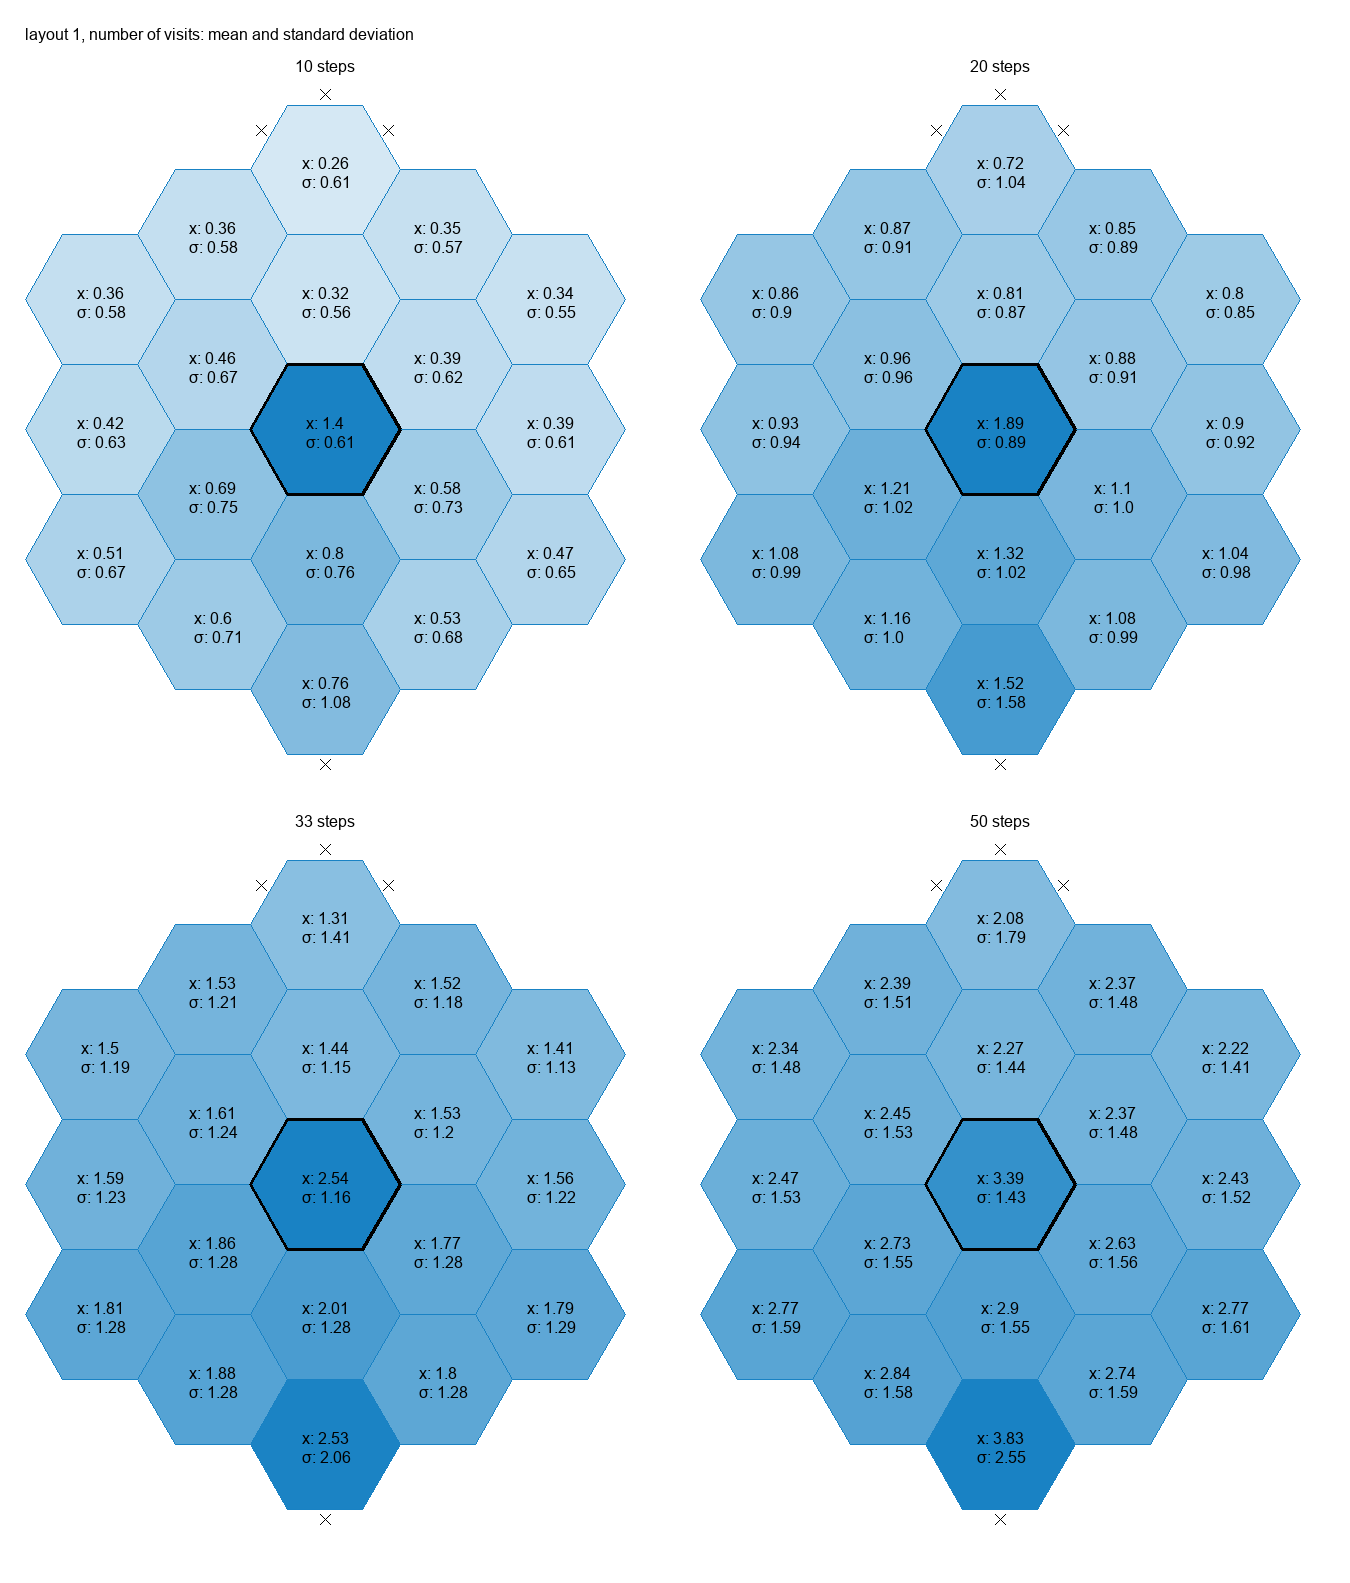 layout 1, number of visits: mean and standard deviation
10 steps
x: 0.26
σ: 0.61
x: 0.36
σ: 0.58
x: 0.35
σ: 0.57
x: 0.36
σ: 0.58
x: 0.32
σ: 0.56
x: 0.34
σ: 0.55
x: 0.46
σ: 0.67
x: 0.39
σ: 0.62
x: 0.42
σ: 0.63
x: 1.4
σ: 0.61
x: 0.39
σ: 0.61
x: 0.69
σ: 0.75
x: 0.58
σ: 0.73
x: 0.51
σ: 0.67
x: 0.8
σ: 0.76
x: 0.47
σ: 0.65
x: 0.6
σ: 0.71
x: 0.53
σ: 0.68
x: 0.76
σ: 1.08
20 steps
x: 0.72
σ: 1.04
x: 0.87
σ: 0.91
x: 0.85
σ: 0.89
x: 0.86
σ: 0.9
x: 0.81
σ: 0.87
x: 0.8
σ: 0.85
x: 0.96
σ: 0.96
x: 0.88
σ: 0.91
x: 0.93
σ: 0.94
x: 1.89
σ: 0.89
x: 0.9
σ: 0.92
x: 1.21
σ: 1.02
x: 1.1
σ: 1.0
x: 1.08
σ: 0.99
x: 1.32
σ: 1.02
x: 1.04
σ: 0.98
x: 1.16
σ: 1.0
x: 1.08
σ: 0.99
x: 1.52
σ: 1.58
33 steps
x: 1.31
σ: 1.41
x: 1.53
σ: 1.21
x: 1.52
σ: 1.18
x: 1.5
σ: 1.19
x: 1.44
σ: 1.15
x: 1.41
σ: 1.13
x: 1.61
σ: 1.24
x: 1.53
σ: 1.2
x: 1.59
σ: 1.23
x: 2.54
σ: 1.16
x: 1.56
σ: 1.22
x: 1.86
σ: 1.28
x: 1.77
σ: 1.28
x: 1.81
σ: 1.28
x: 2.01
σ: 1.28
x: 1.79
σ: 1.29
x: 1.88
σ: 1.28
x: 1.8
σ: 1.28
x: 2.53
σ: 2.06
50 steps
x: 2.08
σ: 1.79
x: 2.39
σ: 1.51
x: 2.37
σ: 1.48
x: 2.34
σ: 1.48
x: 2.27
σ: 1.44
x: 2.22
σ: 1.41
x: 2.45
σ: 1.53
x: 2.37
σ: 1.48
x: 2.47
σ: 1.53
x: 3.39
σ: 1.43
x: 2.43
σ: 1.52
x: 2.73
σ: 1.55
x: 2.63
σ: 1.56
x: 2.77
σ: 1.59
x: 2.9
σ: 1.55
x: 2.77
σ: 1.61
x: 2.84
σ: 1.58
x: 2.74
σ: 1.59
x: 3.83
σ: 2.55